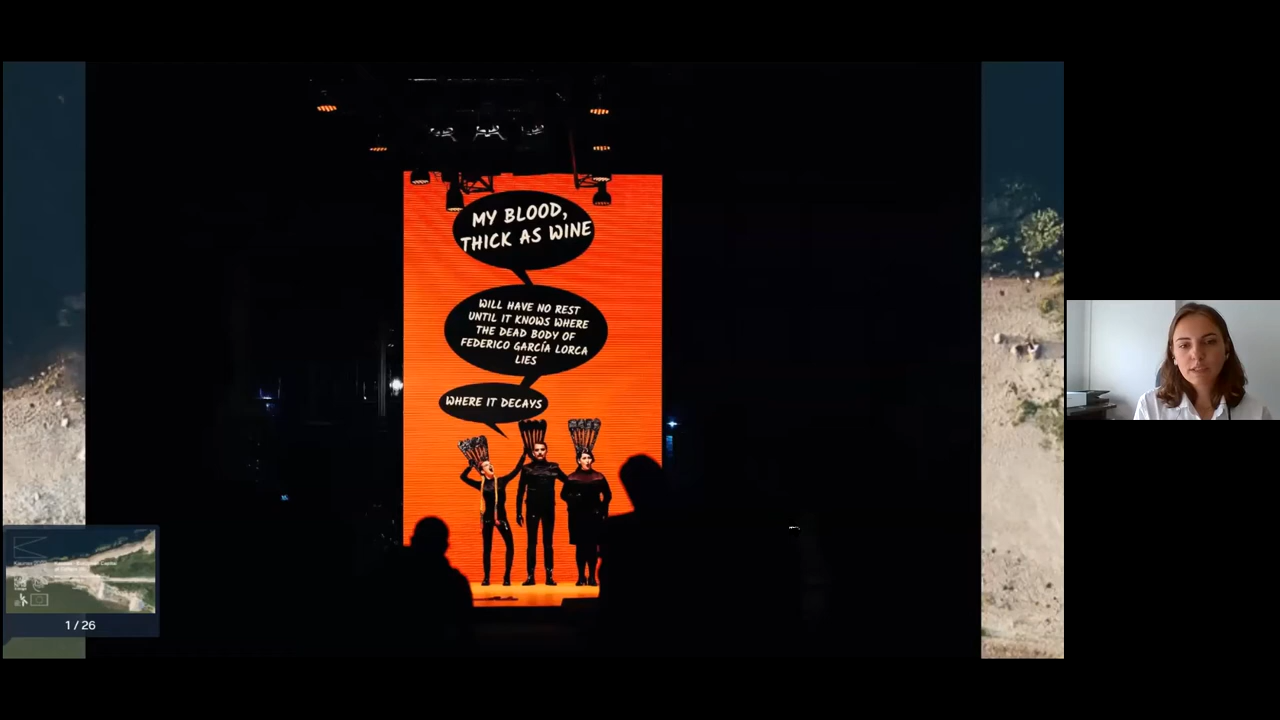 MY BLOOD,
THICK AS WINE
WILL HAVE NO REST
UNTIL IT KNOWS WHERE
THE DEAD BODY OF
FEDERICO GARCÍA LORCA
LIES
WHERE IT DECAYS
1 / 26